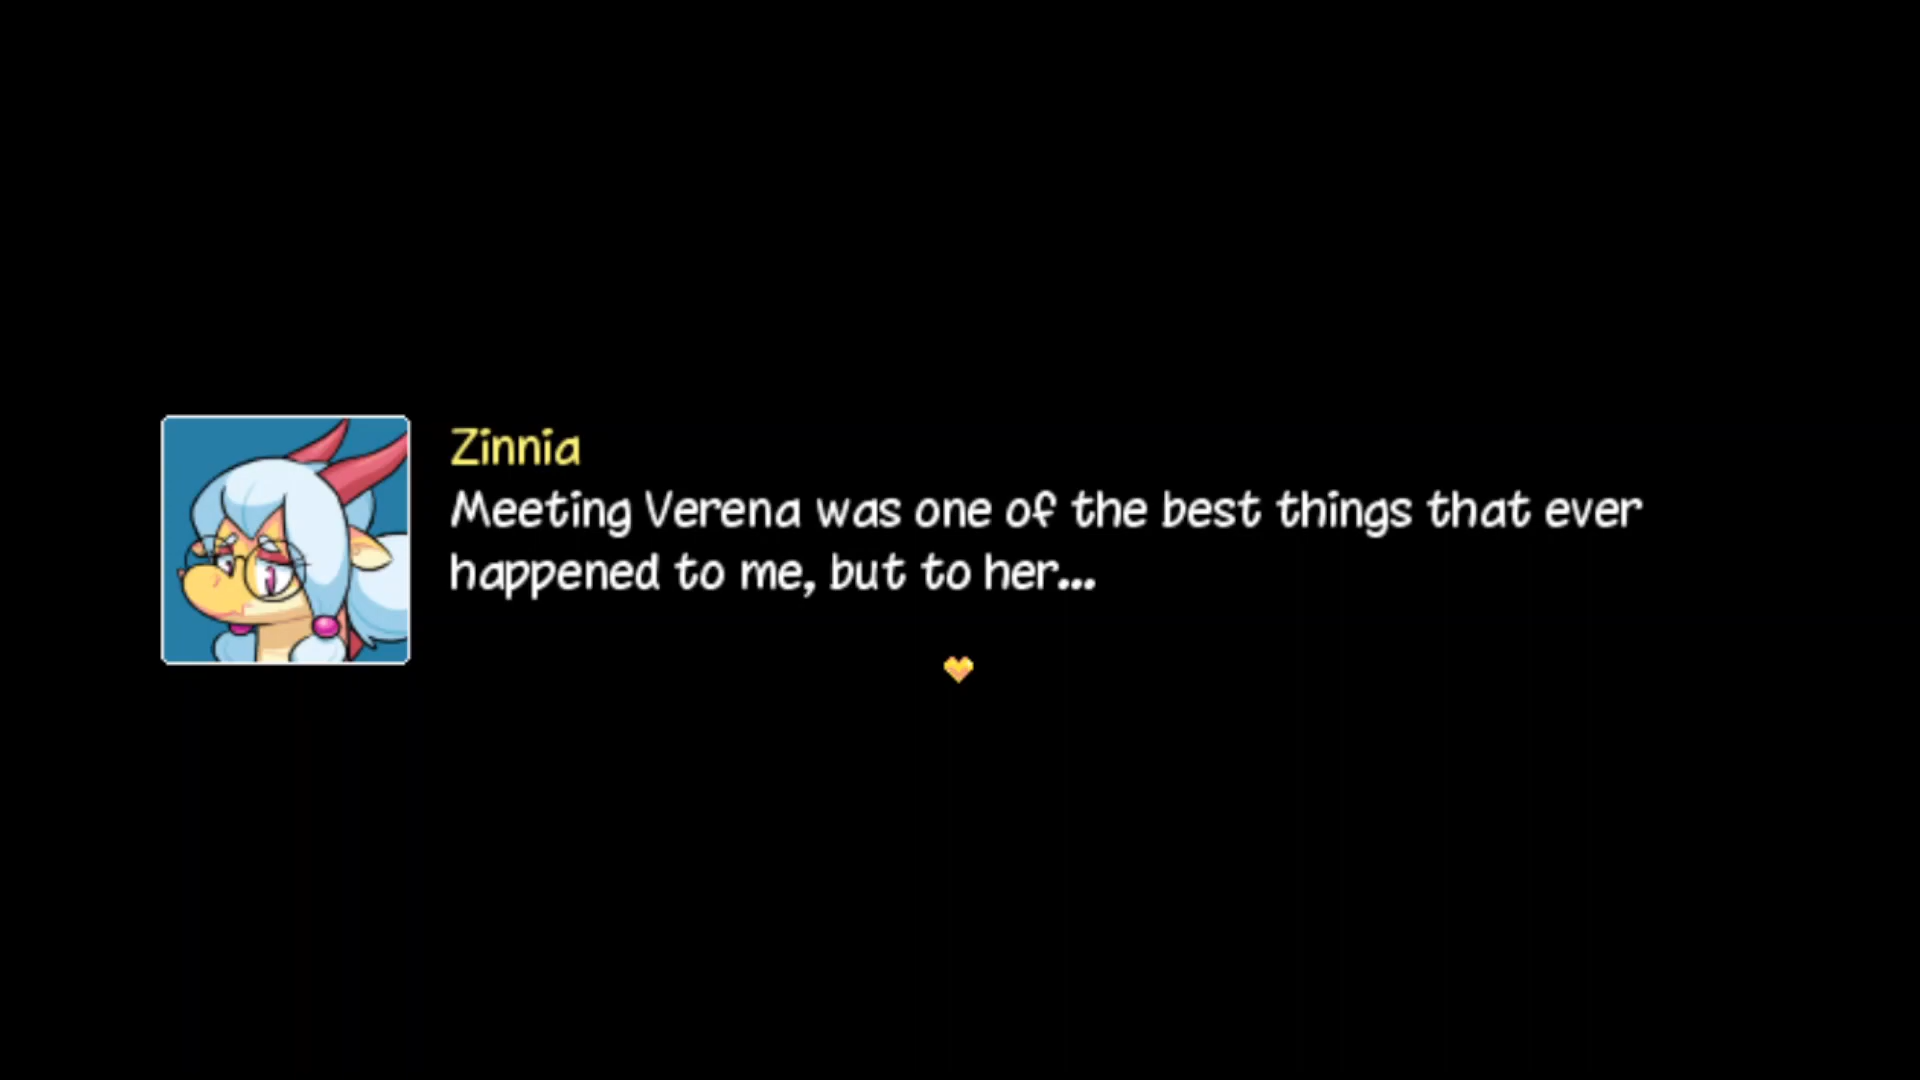 Zinnia
Meeting Verena was one of the best things that ever
happened to me, but to her...